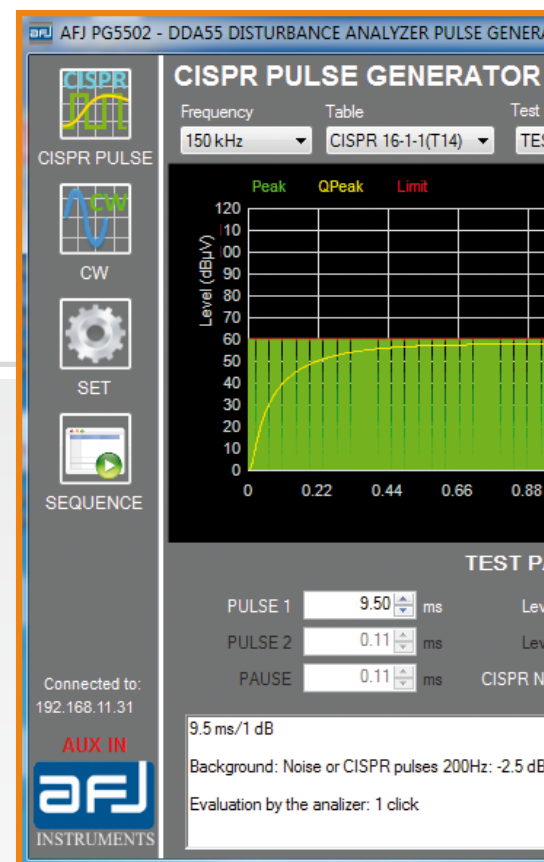 AFJ PG5502 - DDA55 DISTURBANCE ANALYZER PULSE GENERA
CISPR
CISPR PULSE
CW
CW
SET
SEQUENCE
Connected to:
192.168.11.31
AUX IN
afj
INSTRUMENTS
CISPR PULSE GENERATOR
Frequency Table Test
150 kHz CISPR 16-1-1(T14) TES
Peak QPeak Limit
Level (dBµV)
120
110
100
90
80
70
60
50
40
30
20
10
0
0 0.22 0.44 0.66 0.88
TEST PA
PULSE 1 9.50 ms Lev
PULSE 2 0.11 ms Lev
PAUSE 0.11 ms CISPR N
9.5 ms/1 dB
Background: Noise or CISPR pulses 200Hz: -2.5 dB
Evaluation by the analizer: 1 click